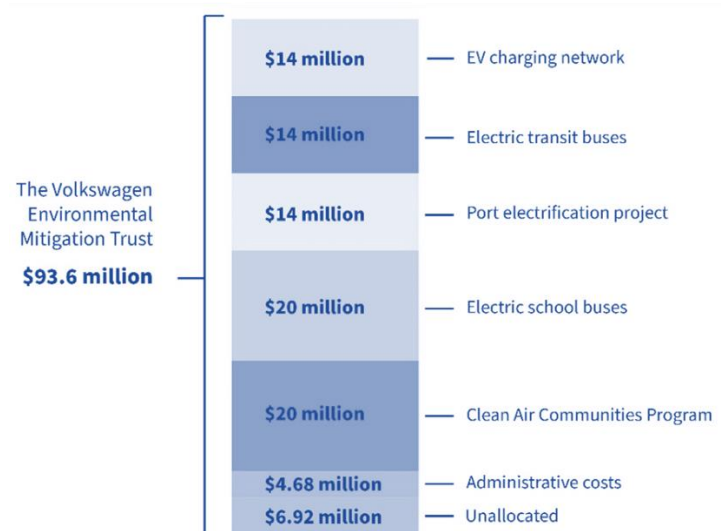 $14 million
EV charging network
$14 million
Electric transit buses
The Volkswagen
Environmental
Mitigation Trust
$93.6 million
$14 million
Port electrification project
$20 million
Electric school buses
$20 million
Clean Air Communities Program
$4.68 million
Administrative costs
$6.92 million
Unallocated